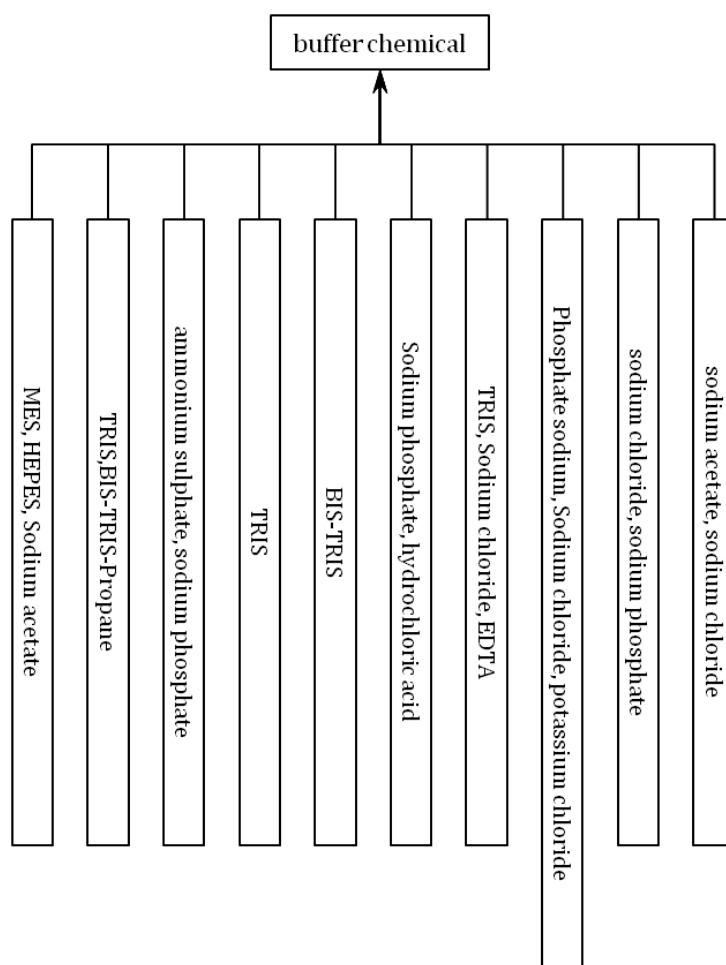 buffer chemical
MES, HEPES, Sodium acetate
TRIS,BIS-TRIS-Propane
ammonium sulphate, sodium phosphate
TRIS
BIS-TRIS
Sodium phosphate, hydrochloric acid
TRIS, Sodium chloride, EDTA
Phosphate sodium, Sodium chloride, potassium chloride
sodium chloride, sodium phosphate
sodium acetate, sodium chloride